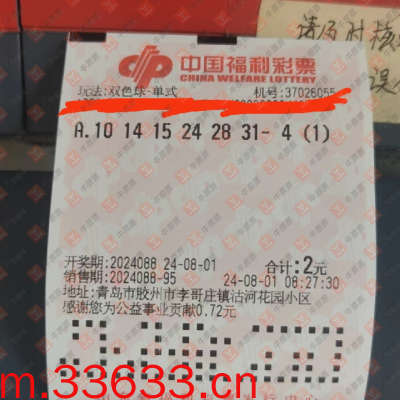 请及时核
中国福利彩票
CHINA WELFARE LOTTERY
玩法:双色球·单式 机号:37026055
A.10 14 15 24 28 31- 4 (1)
开奖期:2024088 24-08-01 合计:2元
销售期:2024088-95 24-08-01 08:27:30
地址:青岛市胶州市李哥庄镇沽河花园小区
感谢您为公益事业贡献0.72元
m.33633.cn